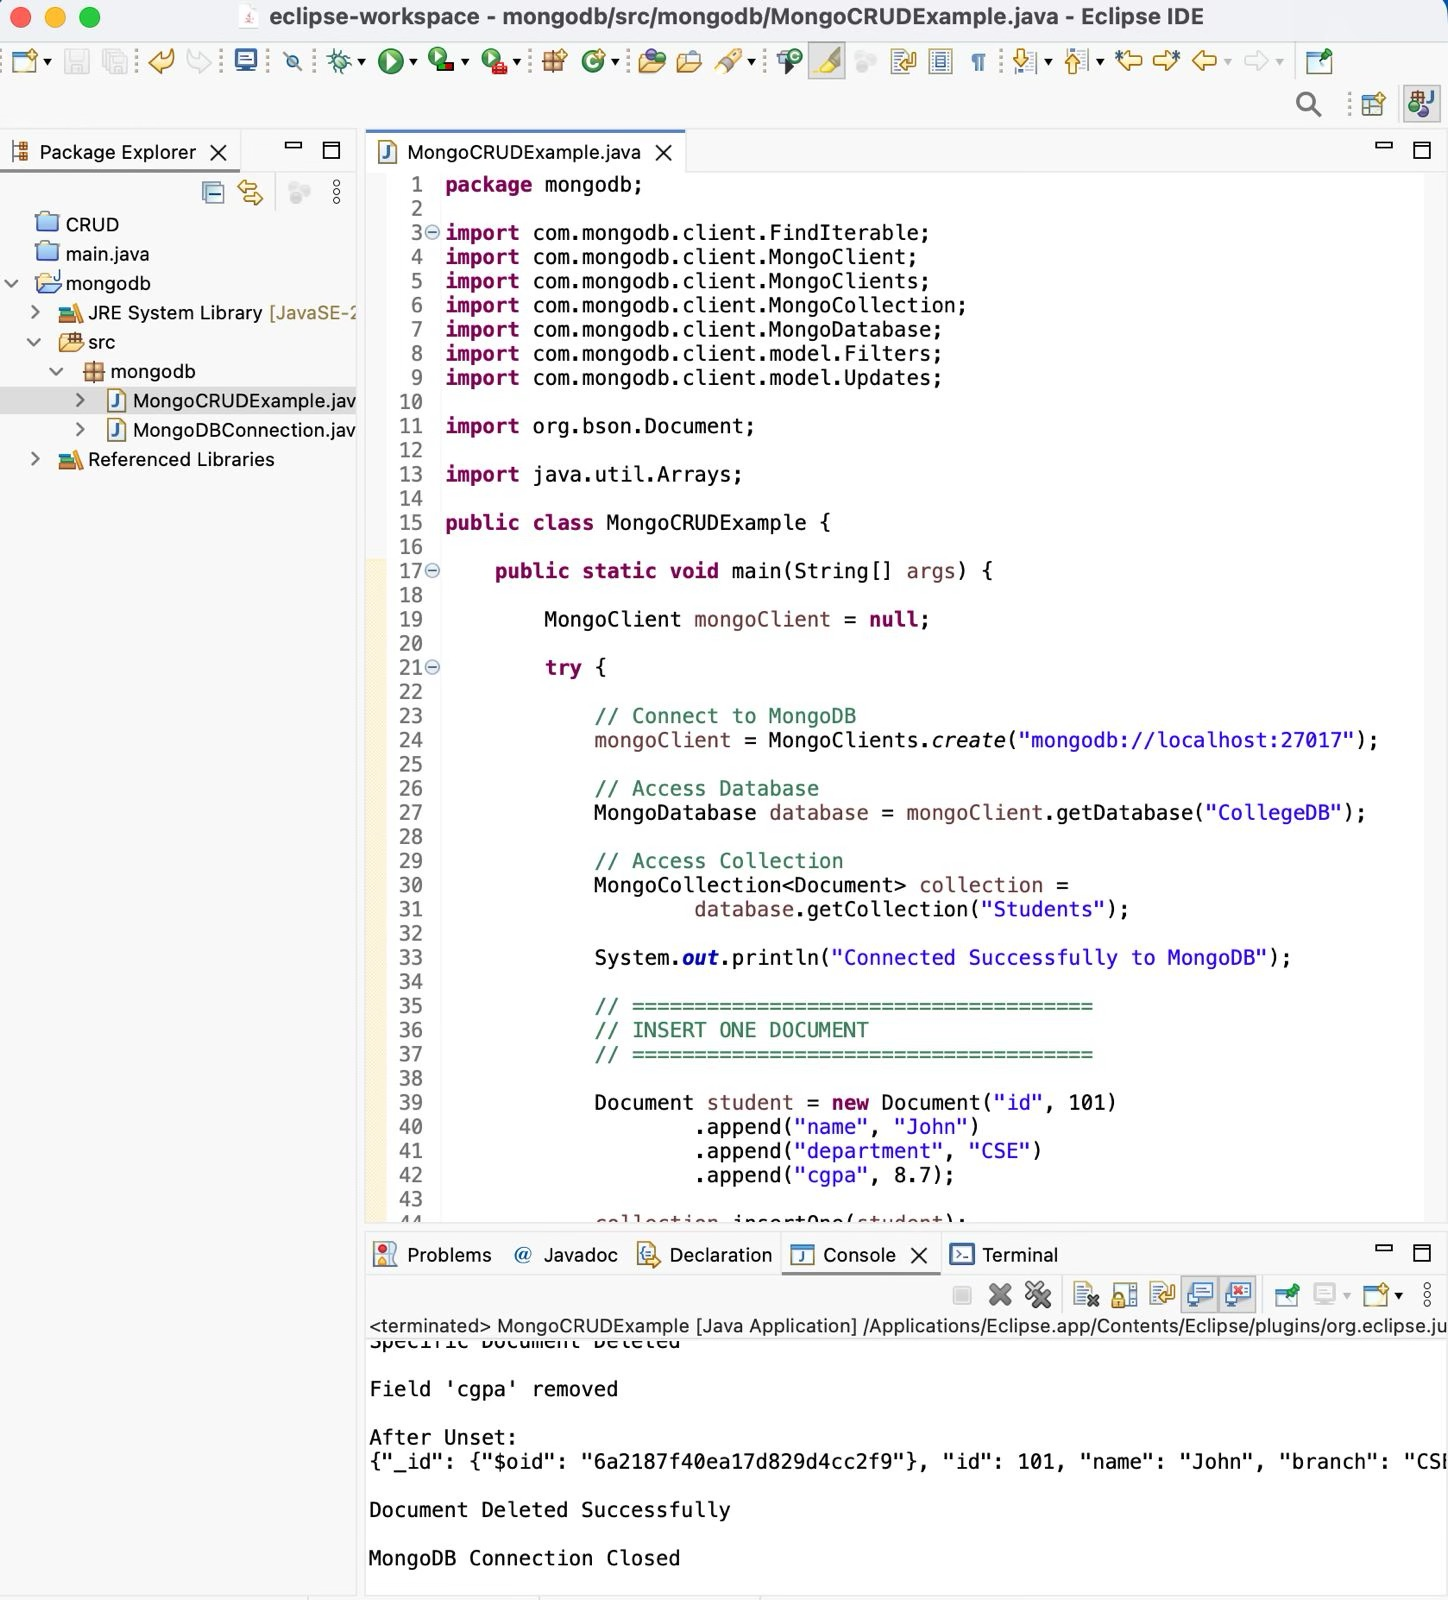 eclipse-workspace - mongodb/src/mongodb/MongoCRUDExample.java - Eclipse IDE
Package Explorer
CRUD
main.java
mongodb
JRE System Library [JavaSE-2
src
mongodb
MongoCRUDExample.jav
MongoDBConnection.jav
Referenced Libraries
MongoCRUDExample.java
1 package mongodb;
2
3 import com.mongodb.client.FindIterable;
4 import com.mongodb.client.MongoClient;
5 import com.mongodb.client.MongoClients;
6 import com.mongodb.client.MongoCollection;
7 import com.mongodb.client.MongoDatabase;
8 import com.mongodb.client.model.Filters;
9 import com.mongodb.client.model.Updates;
10
11 import org.bson.Document;
12
13 import java.util.Arrays;
14
15 public class MongoCRUDExample {
16
17     public static void main(String[] args) {
18
19         MongoClient mongoClient = null;
20
21         try {
22
23             // Connect to MongoDB
24             mongoClient = MongoClients.create("mongodb://localhost:27017");
25
26             // Access Database
27             MongoDatabase database = mongoClient.getDatabase("CollegeDB");
28
29             // Access Collection
30             MongoCollection<Document> collection =
31                     database.getCollection("Students");
32
33             System.out.println("Connected Successfully to MongoDB");
34
35             // =====================================
36             // INSERT ONE DOCUMENT
37             // =====================================
38
39             Document student = new Document("id", 101)
40                     .append("name", "John")
41                     .append("department", "CSE")
42                     .append("cgpa", 8.7);
43
44             collection.insertOne(student);
Problems @ Javadoc Declaration Console Terminal
<terminated> MongoCRUDExample [Java Application] /Applications/Eclipse.app/Contents/Eclipse/plugins/org.eclipse.ju
Specific Document Deleted
Field 'cgpa' removed
After Unset:
{"_id": {"$oid": "6a2187f40ea17d829d4cc2f9"}, "id": 101, "name": "John", "branch": "CSE
Document Deleted Successfully
MongoDB Connection Closed